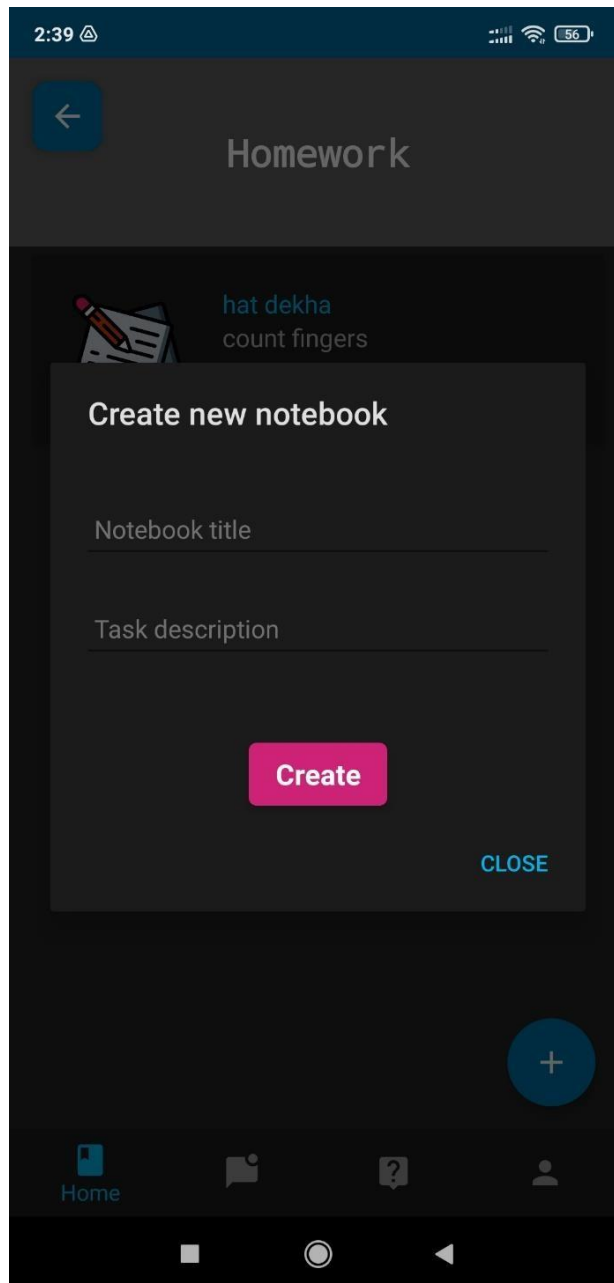 2:39
56
Homework
hat dekha
count fingers
Create new notebook
Notebook title
Task description
Create
CLOSE
+
?
Home